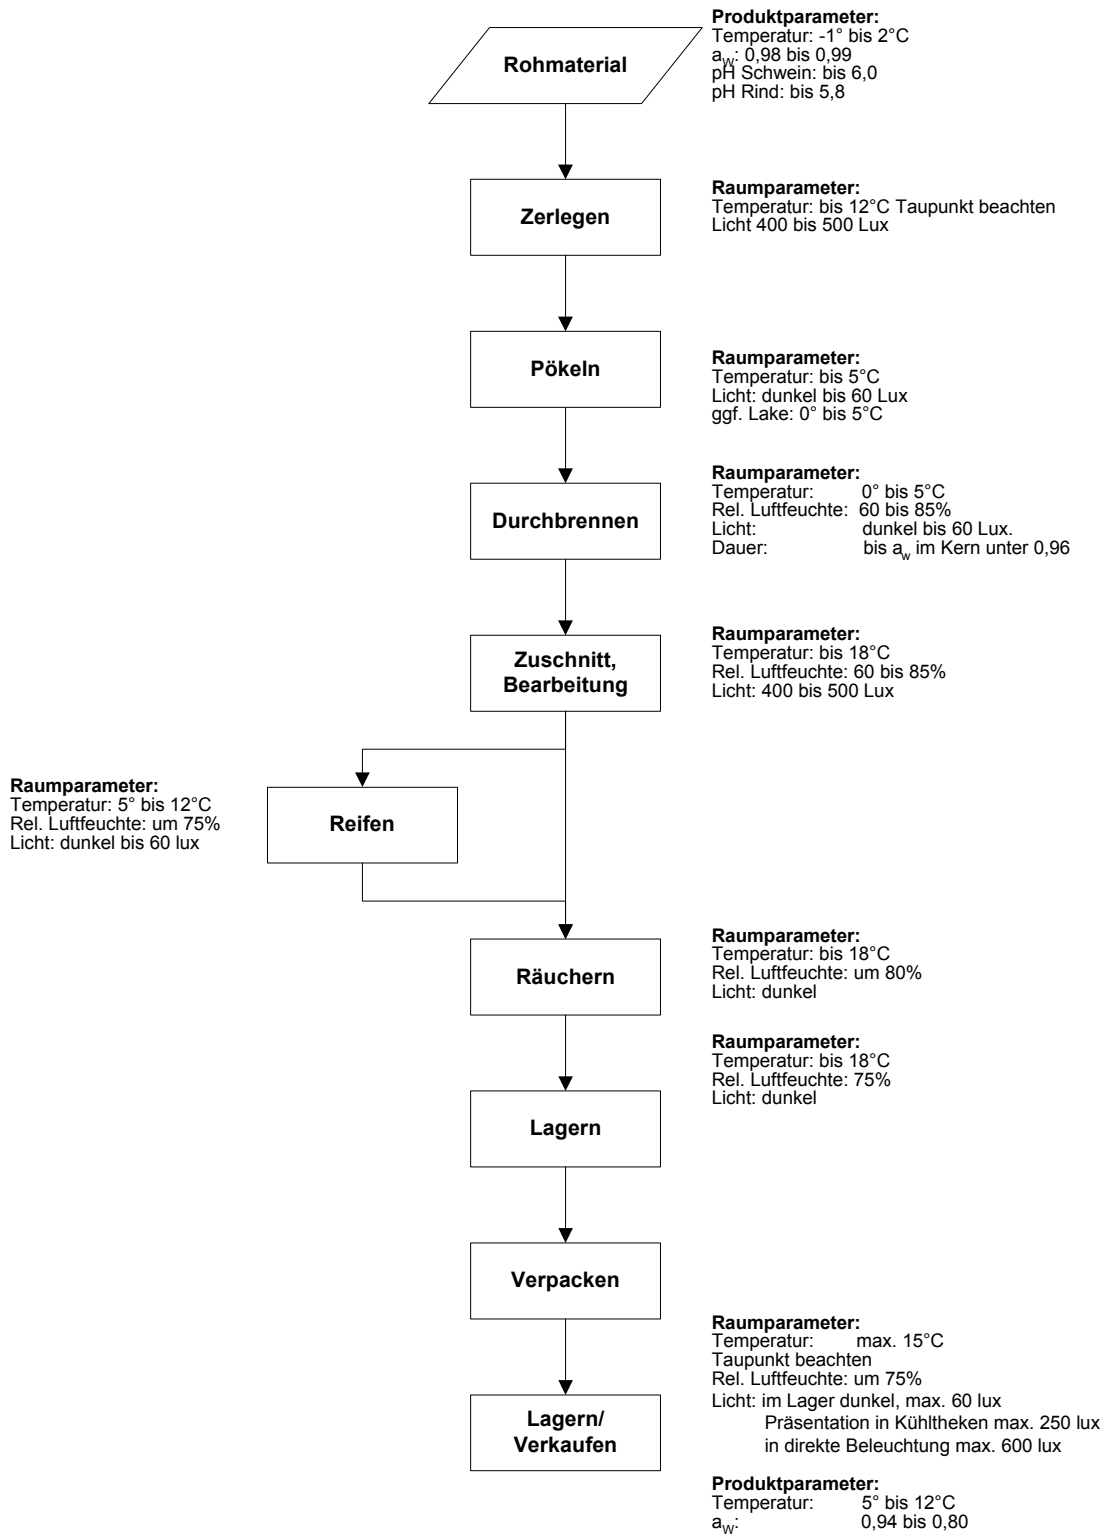 Produktparameter:
Temperatur: -1° bis 2°C
aw: 0,98 bis 0,99
pH Schwein: bis 6,0
pH Rind: bis 5,8
Rohmaterial
Raumparameter:
Temperatur: bis 12°C Taupunkt beachten
Licht 400 bis 500 Lux
Zerlegen
Raumparameter:
Temperatur: bis 5°C
Licht: dunkel bis 60 Lux
ggf. Lake: 0° bis 5°C
Pökeln
Raumparameter:
Temperatur: 0° bis 5°C
Rel. Luftfeuchte: 60 bis 85%
Licht: dunkel bis 60 Lux.
Dauer: bis aw im Kern unter 0,96
Durchbrennen
Raumparameter:
Temperatur: bis 18°C
Rel. Luftfeuchte: 60 bis 85%
Licht: 400 bis 500 Lux
Zuschnitt,
Bearbeitung
Raumparameter:
Temperatur: 5° bis 12°C
Rel. Luftfeuchte: um 75%
Licht: dunkel bis 60 lux
Reifen
Raumparameter:
Temperatur: bis 18°C
Rel. Luftfeuchte: um 80%
Licht: dunkel
Räuchern
Raumparameter:
Temperatur: bis 18°C
Rel. Luftfeuchte: 75%
Licht: dunkel
Lagern
Verpacken
Raumparameter:
Temperatur: max. 15°C
Taupunkt beachten
Rel. Luftfeuchte: um 75%
Licht: im Lager dunkel, max. 60 lux
Präsentation in Kühltheken max. 250 lux
in direkte Beleuchtung max. 600 lux
Lagern/
Verkaufen
Produktparameter:
Temperatur: 5° bis 12°C
aw: 0,94 bis 0,80